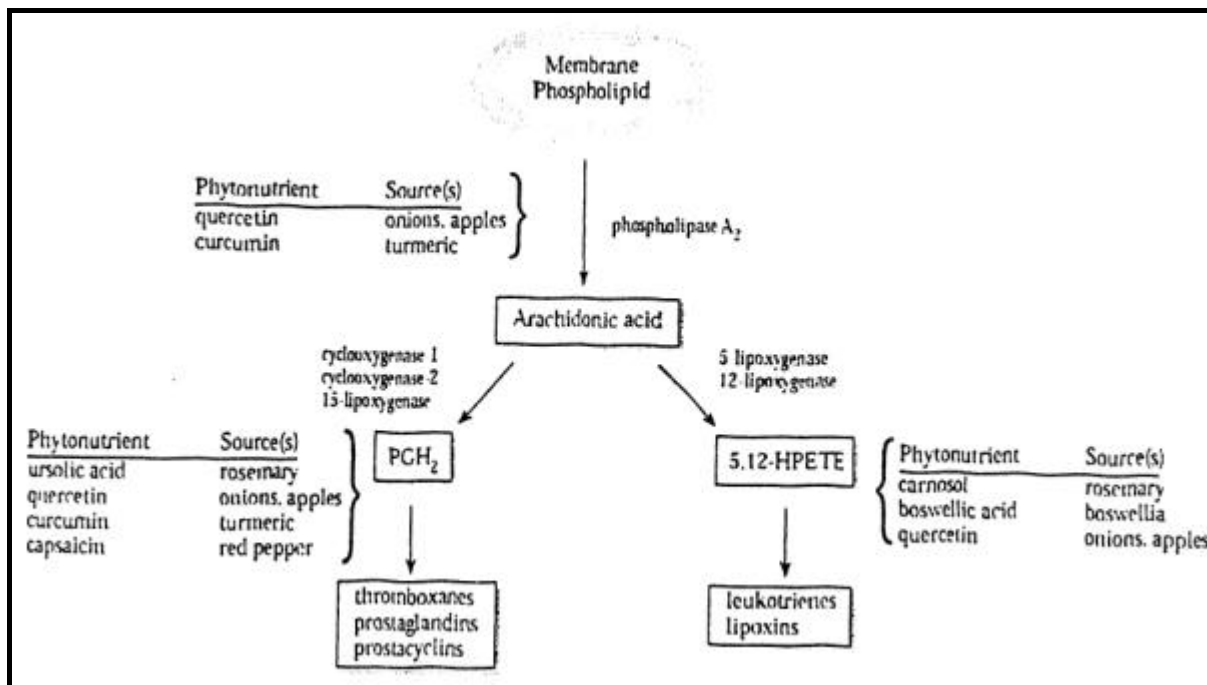 Membrane
Phospholipid
Phytonutrient Source(s)
quercetin onions, apples
curcumin turmeric
phospholipase A₂
Arachidonic acid
cyclooxygenase 1
cyclooxygenase-2
15-lipoxygenase
5 lipoxygenase
12-lipoxygenase
Phytonutrient Source(s)
ursolic acid rosemary
quercetin onions, apples
curcumin turmeric
capsaicin red pepper
PGH₂
5,12-HPETE
Phytonutrient Source(s)
carnosol rosemary
boswellic acid boswellia
quercetin onions, apples
thromboxanes
prostaglandins
prostacyclins
leukotrienes
lipoxins